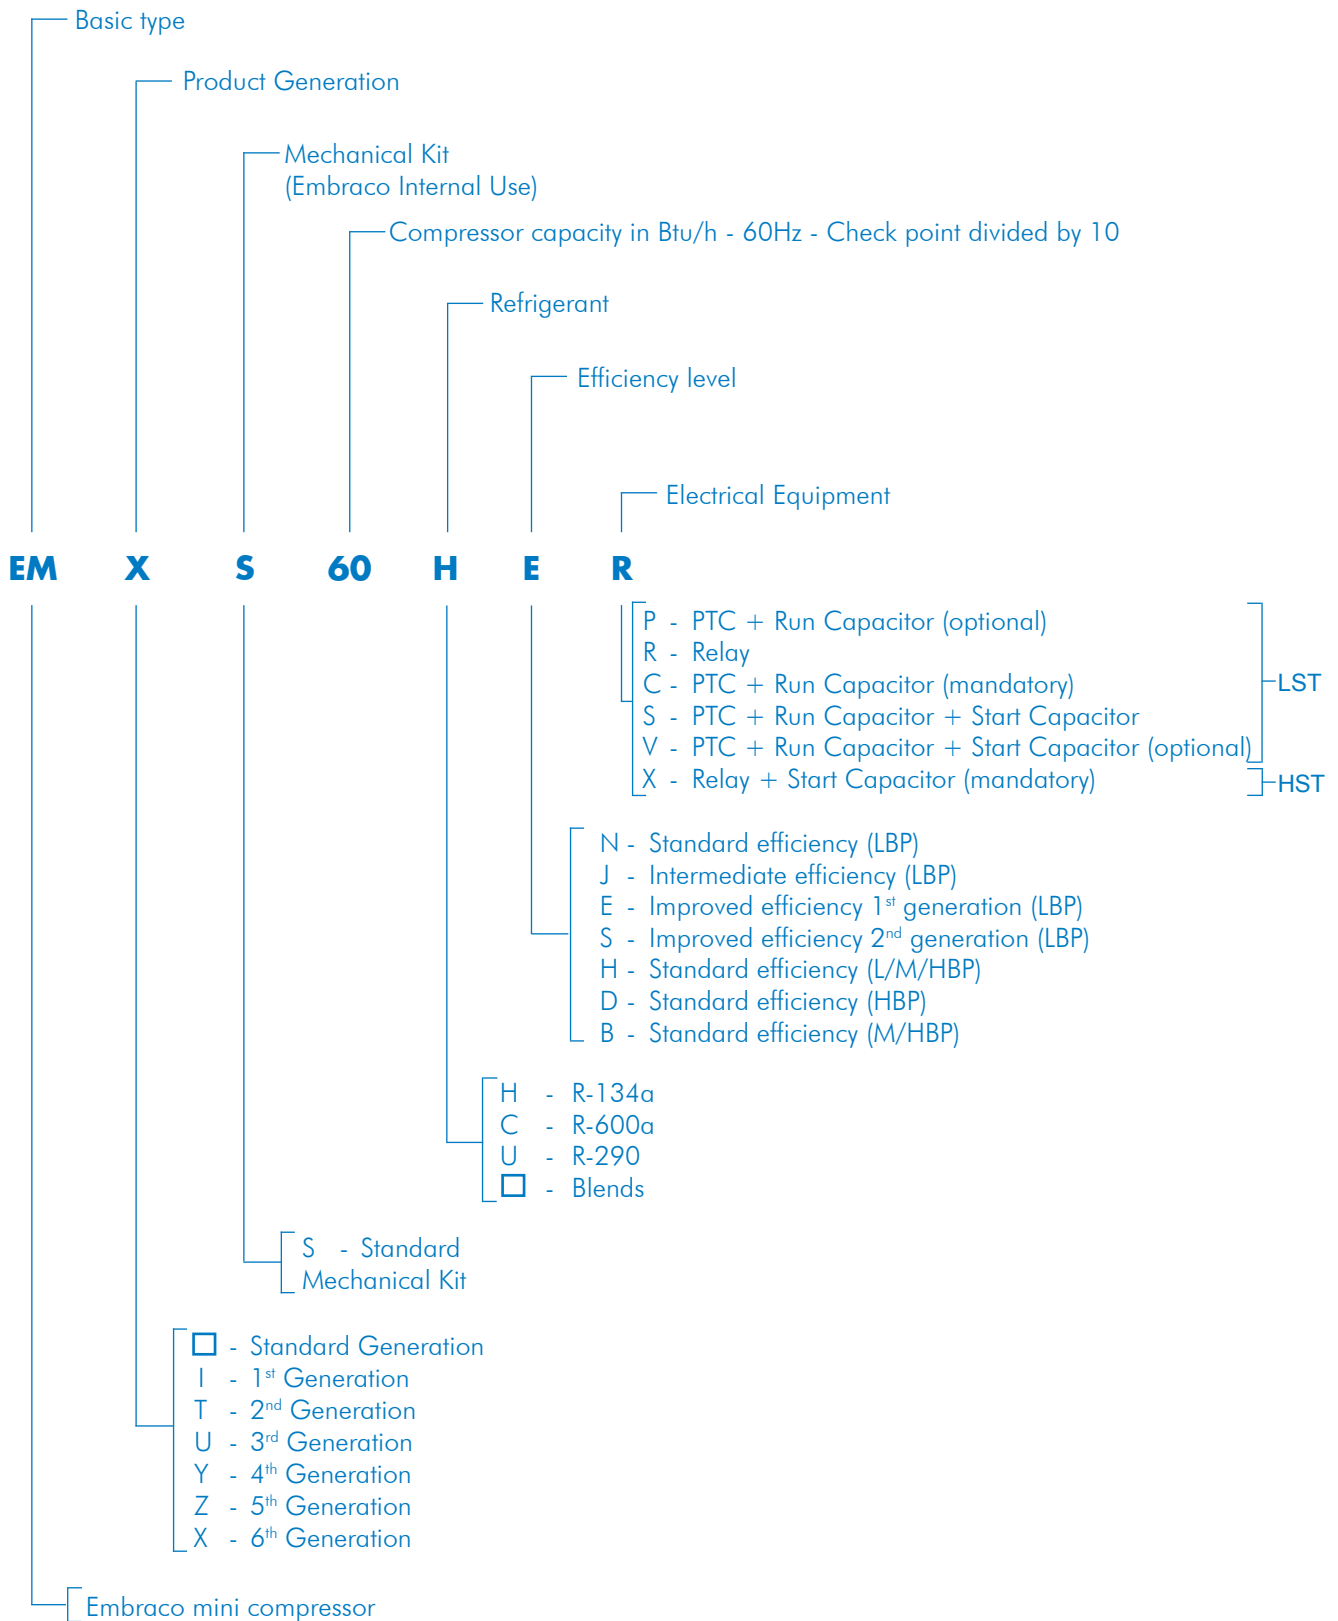 Basic type
Product Generation
Mechanical Kit
(Embraco Internal Use)
Compressor capacity in Btu/h - 60Hz - Check point divided by 10
Refrigerant
Efficiency level
Electrical Equipment
EM X S 60 H E R
P - PTC + Run Capacitor (optional)
R - Relay
C - PTC + Run Capacitor (mandatory)
S - PTC + Run Capacitor + Start Capacitor
V - PTC + Run Capacitor + Start Capacitor (optional)
LST
X - Relay + Start Capacitor (mandatory)
HST
N - Standard efficiency (LBP)
J - Intermediate efficiency (LBP)
E - Improved efficiency 1st generation (LBP)
S - Improved efficiency 2nd generation (LBP)
H - Standard efficiency (L/M/HBP)
D - Standard efficiency (HBP)
B - Standard efficiency (M/HBP)
H - R-134a
C - R-600a
U - R-290
□ - Blends
S - Standard
Mechanical Kit
□ - Standard Generation
I - 1st Generation
T - 2nd Generation
U - 3rd Generation
Y - 4th Generation
Z - 5th Generation
X - 6th Generation
Embraco mini compressor